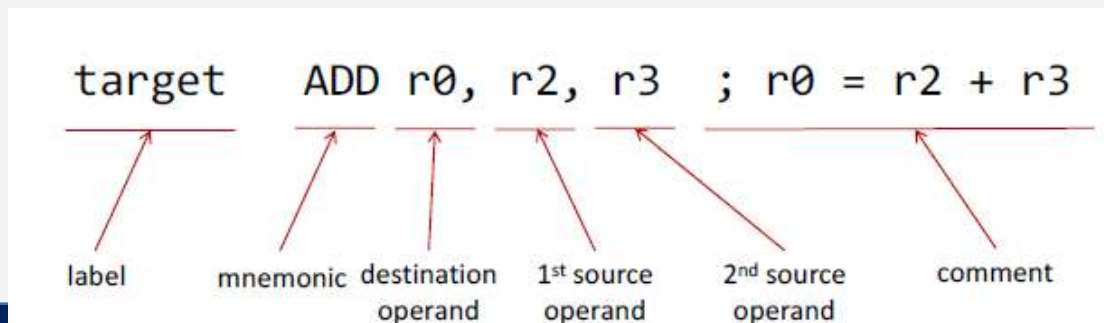 target ADD r0, r2, r3 ; r0 = r2 + r3
label mnemonic destination operand 1st source operand 2nd source operand comment